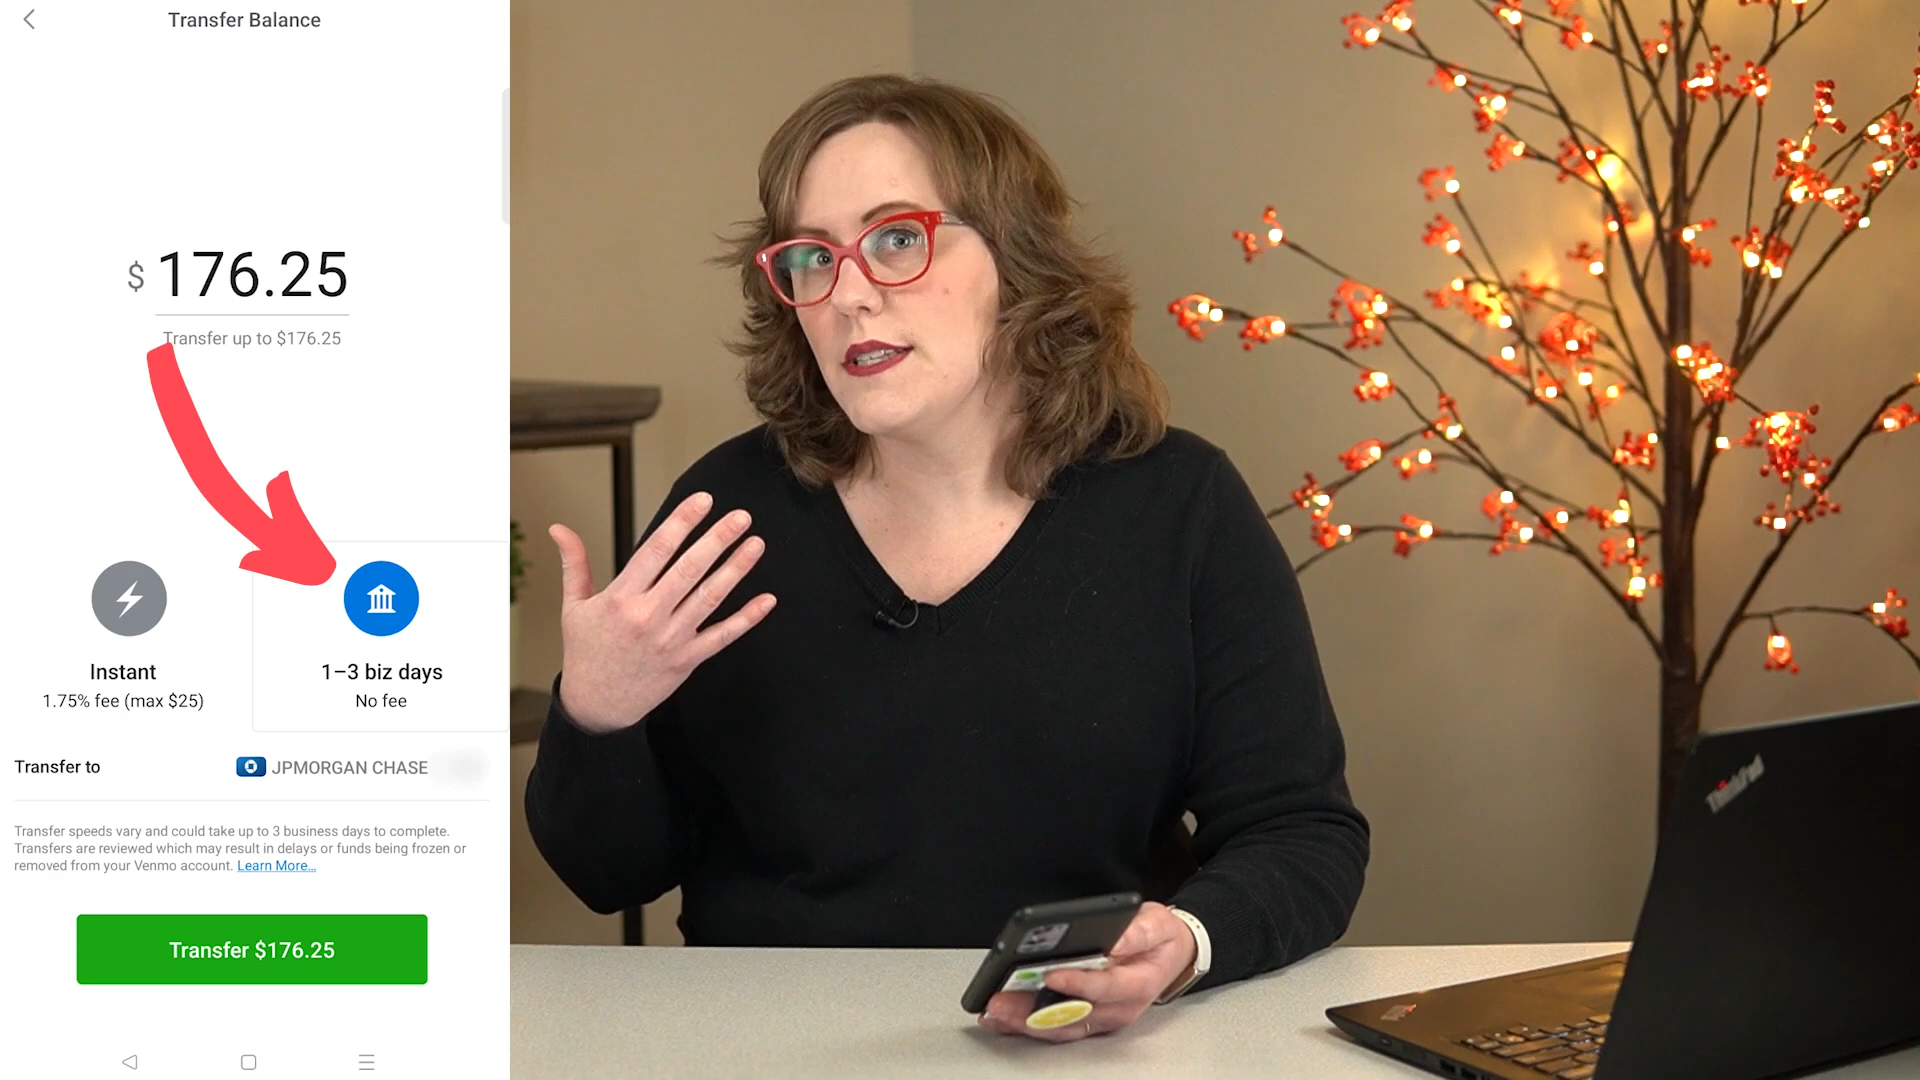 Transfer Balance
$ 176.25
Transfer up to $176.25
Instant
1.75% fee (max $25)
1–3 biz days
No fee
Transfer to
JPMORGAN CHASE
Transfer speeds vary and could take up to 3 business days to complete.
Transfers are reviewed which may result in delays or funds being frozen or
removed from your Venmo account. Learn More...
Transfer $176.25
ThinkPad